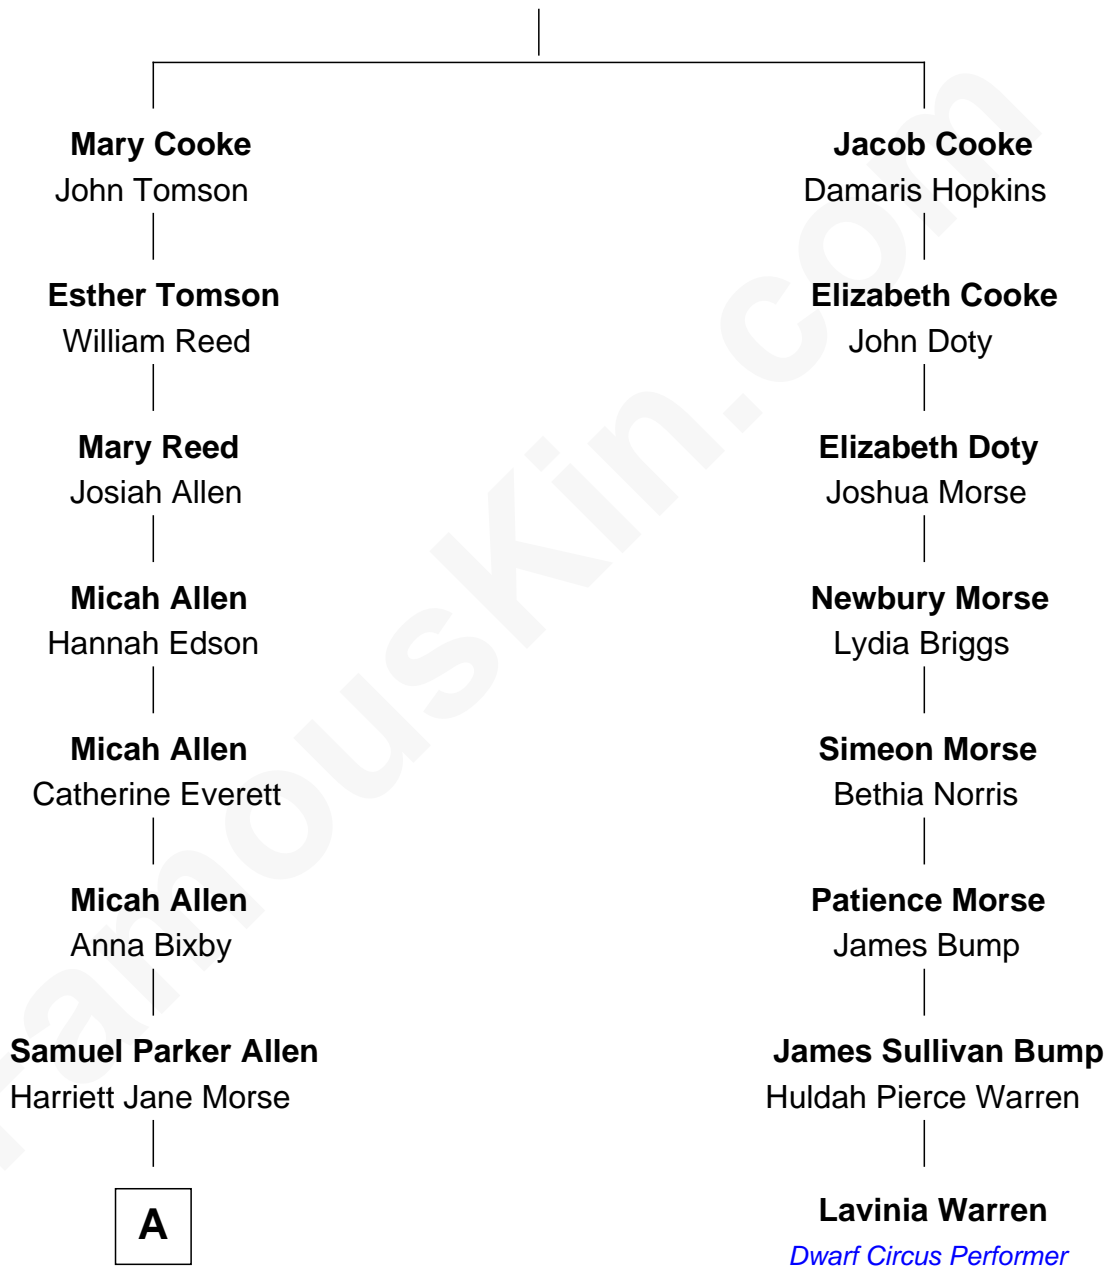 Mary Cooke
John Tomson
Esther Tomson
William Reed
Mary Reed
Josiah Allen
Micah Allen
Hannah Edson
Micah Allen
Catherine Everett
Micah Allen
Anna Bixby
Samuel Parker Allen
Harriett Jane Morse
A
Jacob Cooke
Damaris Hopkins
Elizabeth Cooke
John Doty
Elizabeth Doty
Joshua Morse
Newbury Morse
Lydia Briggs
Simeon Morse
Bethia Norris
Patience Morse
James Bump
James Sullivan Bump
Huldah Pierce Warren
Lavinia Warren
Dwarf Circus Performer
FamousKin.com